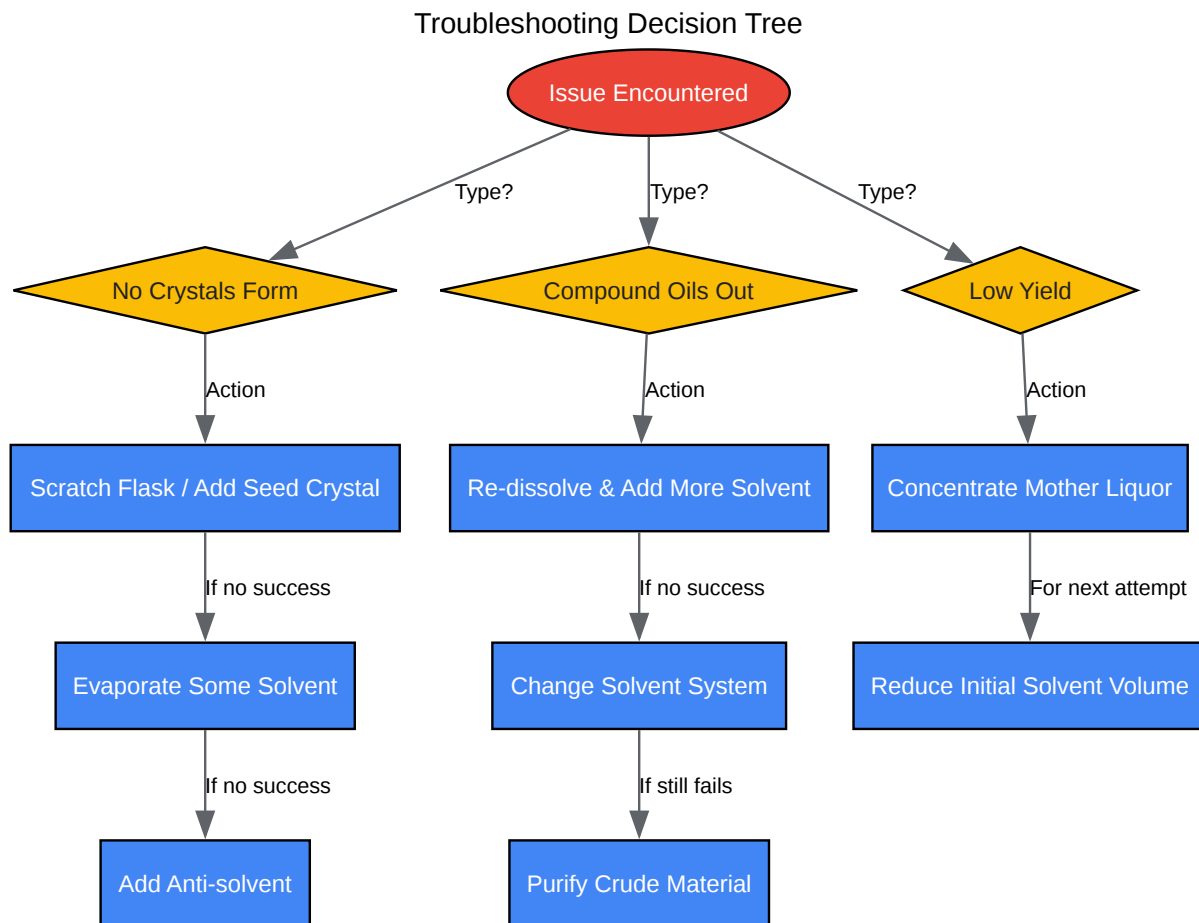 Troubleshooting Decision Tree
Issue Encountered
Type?
Type?
Type?
No Crystals Form
Compound Oils Out
Low Yield
Action
Action
Action
Scratch Flask / Add Seed Crystal
Re-dissolve & Add More Solvent
Concentrate Mother Liquor
If no success
If no success
For next attempt
Evaporate Some Solvent
Change Solvent System
Reduce Initial Solvent Volume
If no success
If still fails
Add Anti-solvent
Purify Crude Material